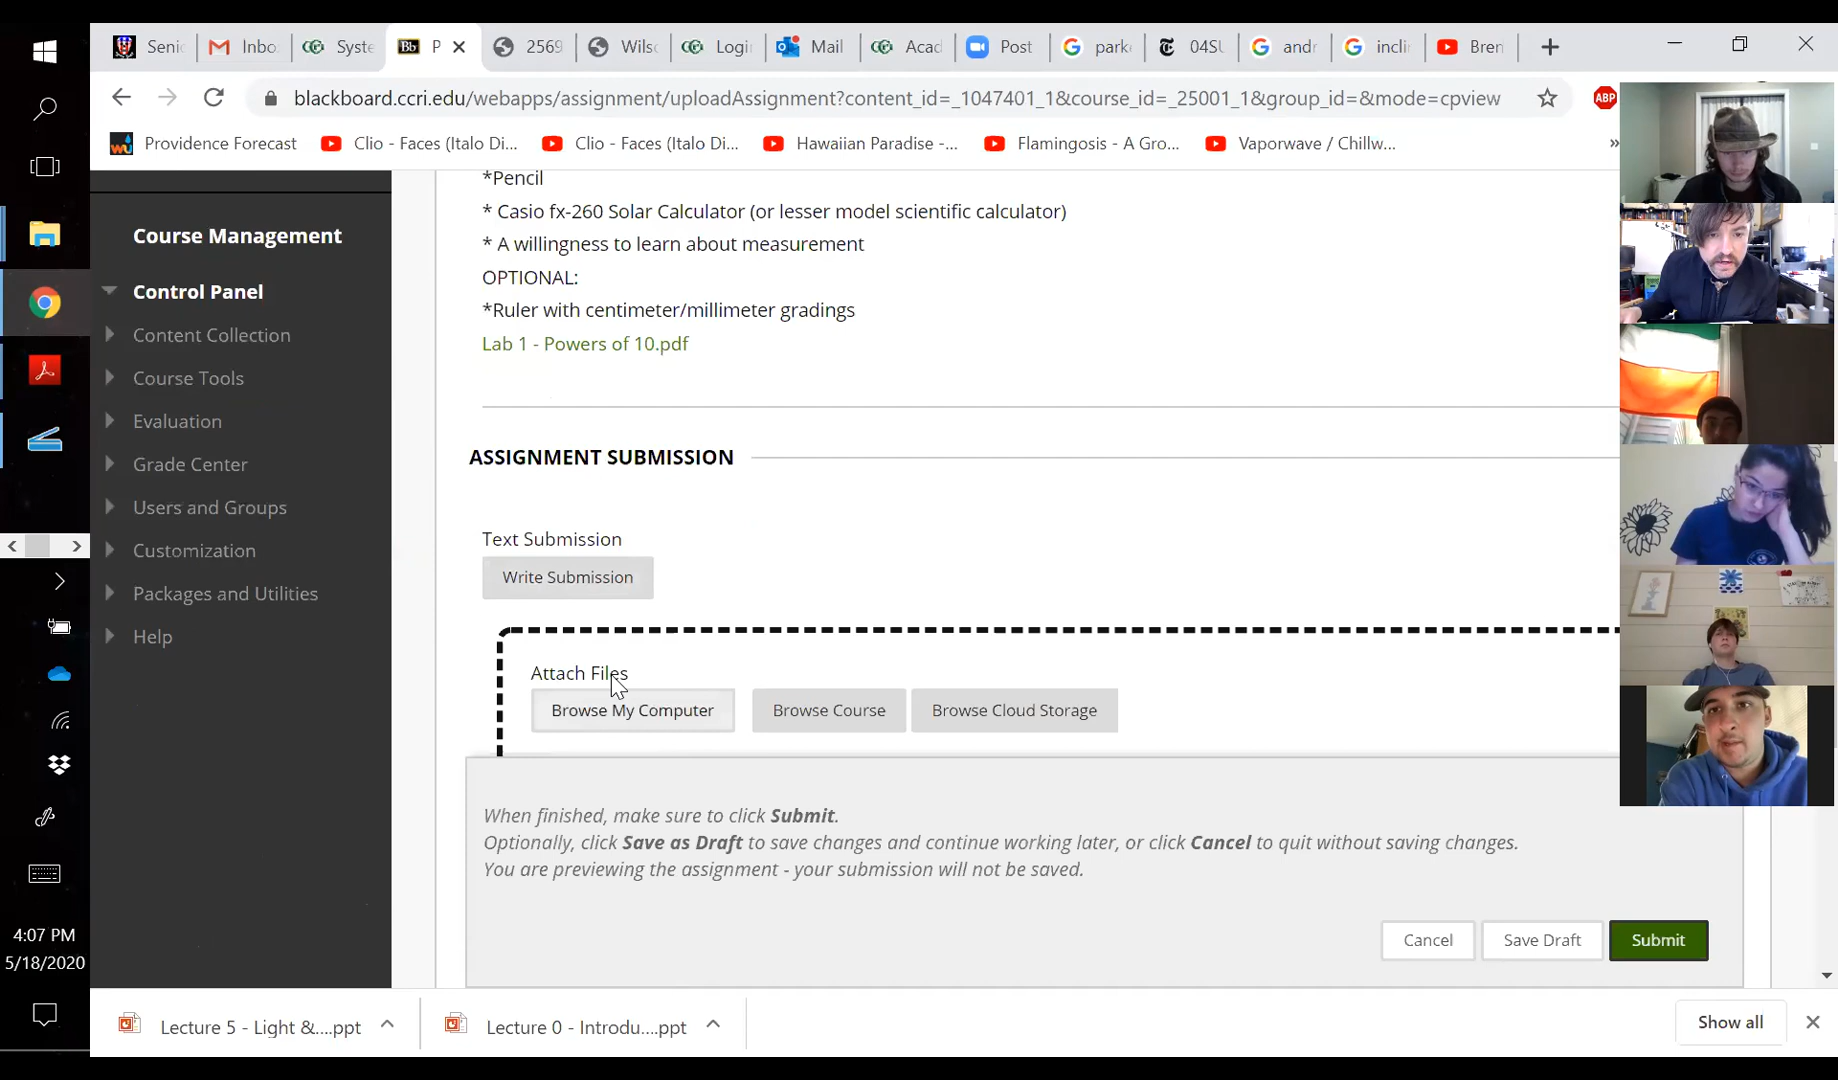 Senic
Inbo
Syste
P
2569
Wilso
Login
Mail
Acad
Post
parke
04SU
andr
incli
Bren
blackboard.ccri.edu/webapps/assignment/uploadAssignment?content_id=_1047401_1&course_id=_25001_1&group_id=&mode=cpview
ABP
Providence Forecast
Clio - Faces (Italo Di...
Clio - Faces (Italo Di...
Hawaiian Paradise -...
Flamingosis - A Gro...
Vaporwave / Chillw...
»
Course Management
Control Panel
Content Collection
Course Tools
Evaluation
Grade Center
Users and Groups
Customization
Packages and Utilities
Help
*Pencil
* Casio fx-260 Solar Calculator (or lesser model scientific calculator)
* A willingness to learn about measurement
OPTIONAL:
*Ruler with centimeter/millimeter gradings
Lab 1 - Powers of 10.pdf
ASSIGNMENT SUBMISSION
Text Submission
Write Submission
Attach Files
Browse My Computer
Browse Course
Browse Cloud Storage
When finished, make sure to click Submit.
Optionally, click Save as Draft to save changes and continue working later, or click Cancel to quit without saving changes.
You are previewing the assignment - your submission will not be saved.
Cancel
Save Draft
Submit
4:07 PM
5/18/2020
Lecture 5 - Light &....ppt
Lecture 0 - Introdu....ppt
Show all